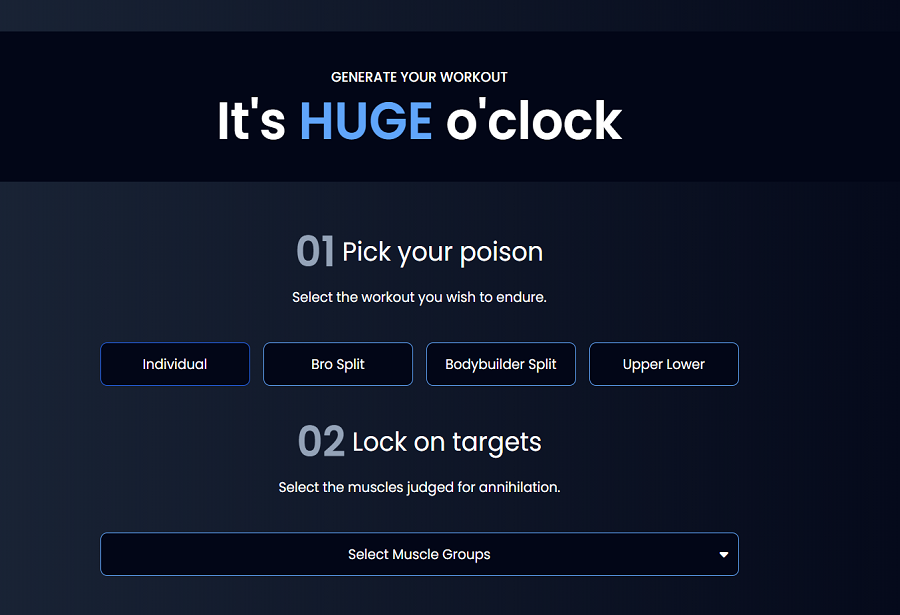 GENERATE YOUR WORKOUT
It's HUGE o'clock
01 Pick your poison
Select the workout you wish to endure.
Individual
Bro Split
Bodybuilder Split
Upper Lower
02 Lock on targets
Select the muscles judged for annihilation.
Select Muscle Groups